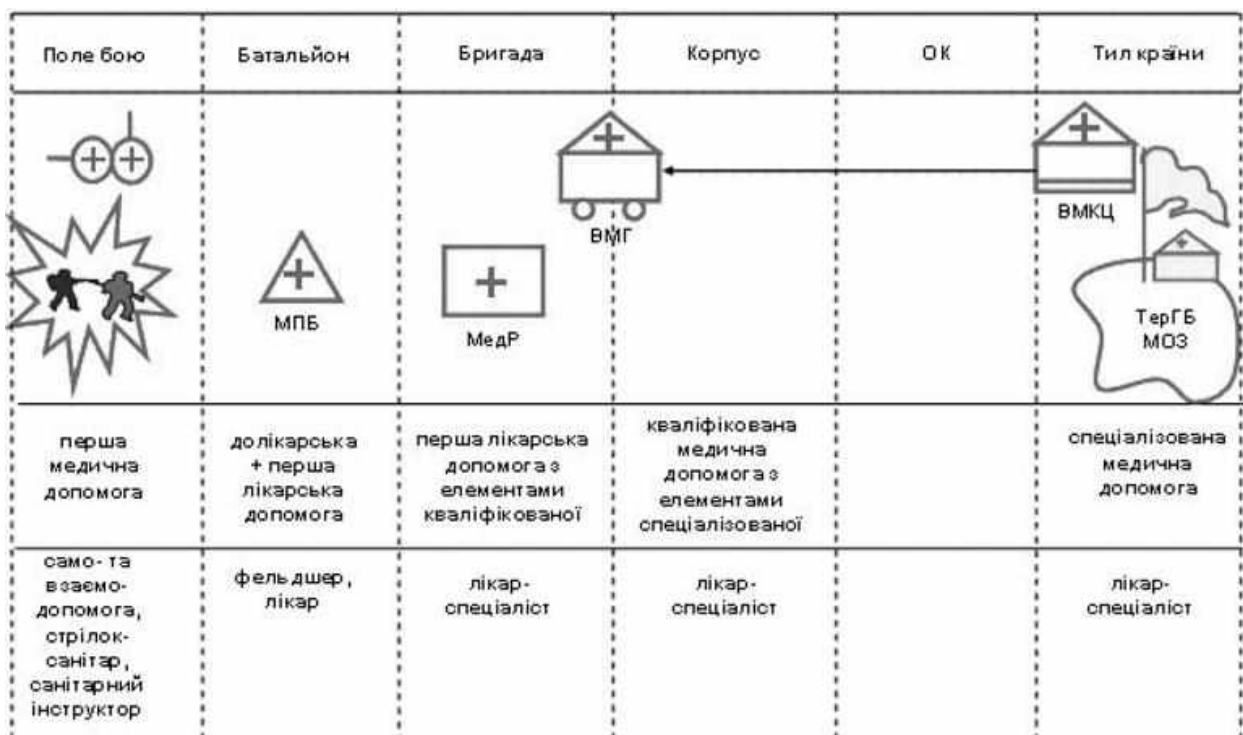 Поле бою
Батальйон
Бригада
Корпус
ОК
Тил країни
ВМГ
ВМКЦ
МПБ
МедР
ТерГБ
МОЗ
перша
медична
допомога
долікарська
+ перша
лікарська
допомога
перша лікарська
допомога з
елементами
кваліфікованої
кваліфікована
медична
допомога з
елементами
спеціалізованої
спеціалізована
медична
допомога
само- та
взаємо-
допомога,
стрілок-
санітар,
санітарний
інструктор
фельдшер,
лікар
лікар-
спеціаліст
лікар-
спеціаліст
лікар-
спеціаліст